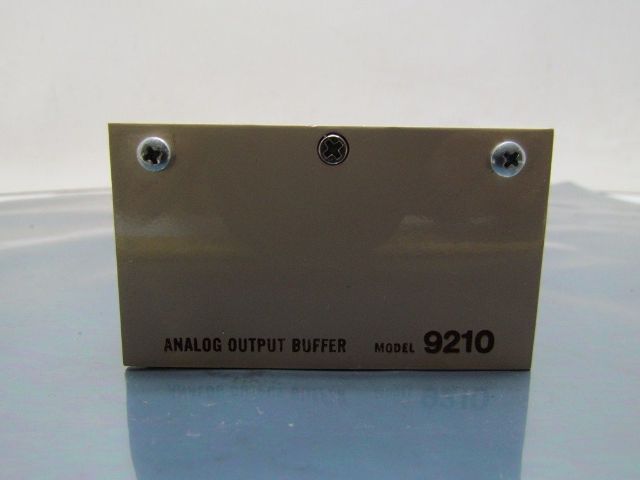 ANALOG OUTPUT BUFFER MODEL 9210